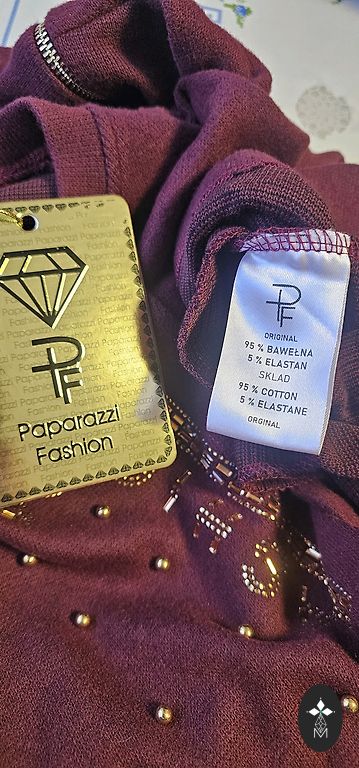 PF
Paparazzi
Fashion
PF
ORIGINAL
95 % BAWEŁNA
5 % ELASTAN
SKLAD
95 % COTTON
5 % ELASTANE
ORGINAL
M